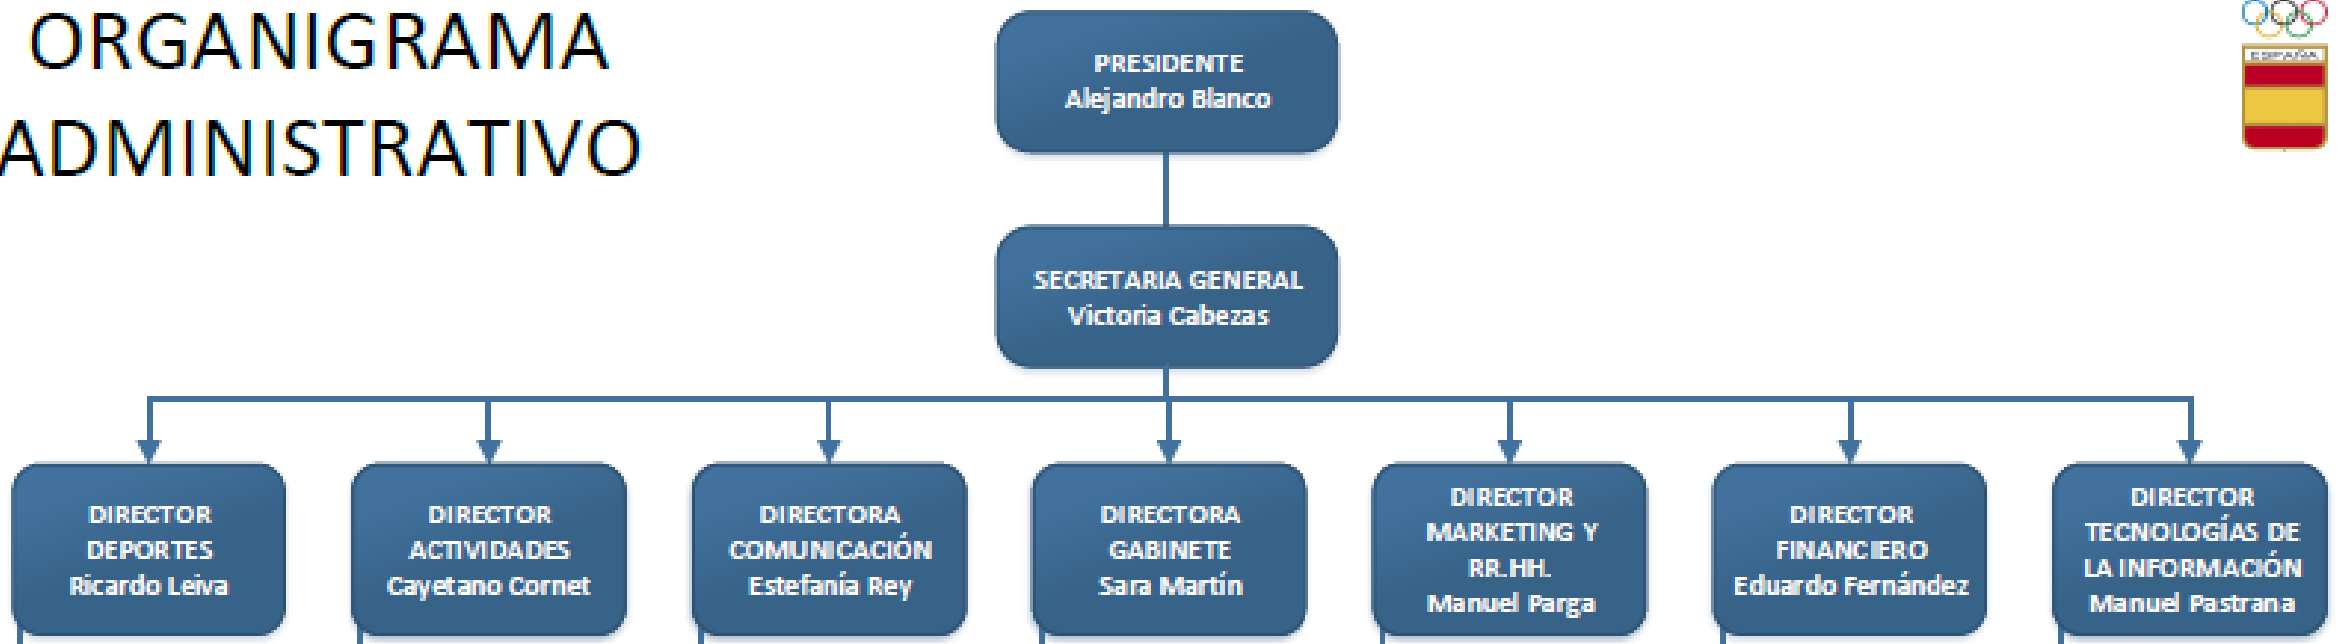 ORGANIGRAMA
ADMINISTRATIVO
PRESIDENTE
Alejandro Blanco
ESPAÑA
SECRETARIA GENERAL
Victoria Cabezas
DIRECTOR
DEPORTES
Ricardo Leiva
DIRECTOR
ACTIVIDADES
Cayetano Cornet
DIRECTORA
COMUNICACIÓN
Estefanía Rey
DIRECTORA
GABINETE
Sara Martín
DIRECTOR
MARKETING Y
RR.HH.
Manuel Parga
DIRECTOR
FINANCIERO
Eduardo Fernández
DIRECTOR
TECNOLOGÍAS DE
LA INFORMACIÓN
Manuel Pastrana